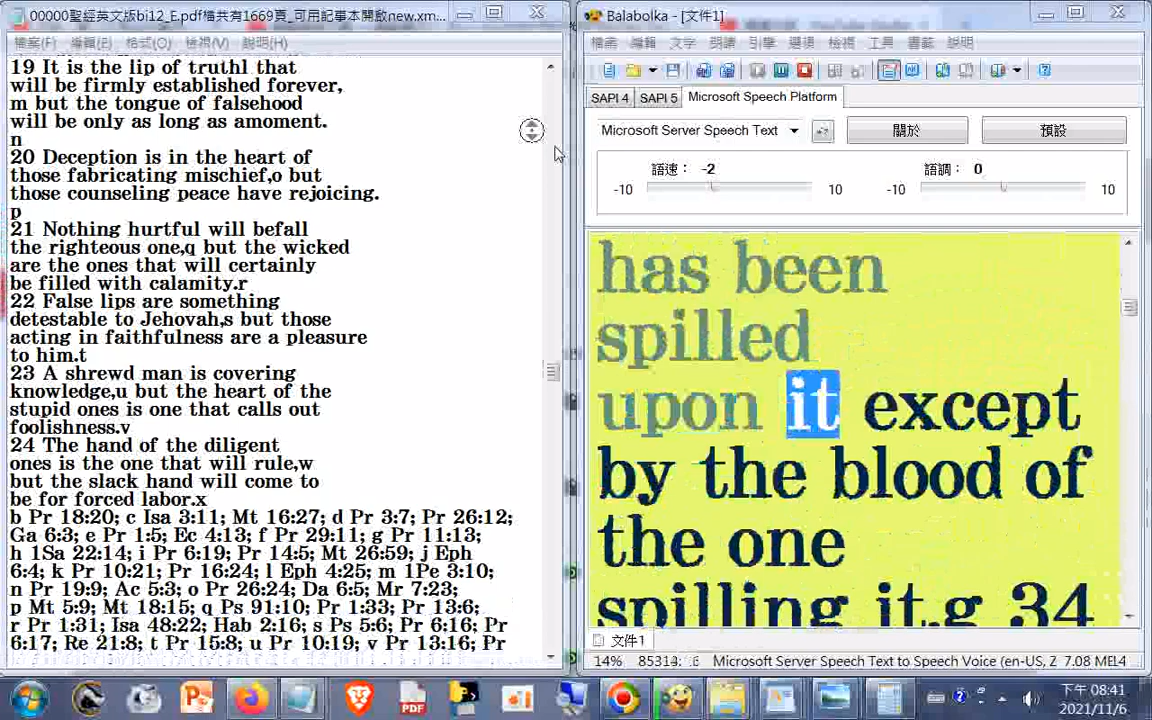 00000聖經英文版bi12_E.pdf檔共有1669頁_可用記事本開啟new.xm...
檔案(F) 編輯(E) 格式(O) 檢視(V) 說明(H)
19 It is the lip of truthl that
will be firmly established forever,
m but the tongue of falsehood
will be only as long as amoment.
n
20 Deception is in the heart of
those fabricating mischief,o but
those counseling peace have rejoicing.
p
21 Nothing hurtful will befall
the righteous one,q but the wicked
are the ones that will certainly
be filled with calamity.r
22 False lips are something
detestable to Jehovah,s but those
acting in faithfulness are a pleasure
to him.t
23 A shrewd man is covering
knowledge,u but the heart of the
stupid ones is one that calls out
foolishness.v
24 The hand of the diligent
ones is the one that will rule,w
but the slack hand will come to
be for forced labor.x
b Pr 18:20; c Isa 3:11; Mt 16:27; d Pr 3:7; Pr 26:12;
Ga 6:3; e Pr 1:5; Ec 4:13; f Pr 29:11; g Pr 11:13;
h 1Sa 22:14; i Pr 6:19; Pr 14:5; Mt 26:59; j Eph
6:4; k Pr 10:21; Pr 16:24; l Eph 4:25; m 1Pe 3:10;
n Pr 19:9; Ac 5:3; o Pr 26:24; Da 6:5; Mr 7:23;
p Mt 5:9; Mt 18:15; q Ps 91:10; Pr 1:33; Pr 13:6;
r Pr 1:31; Isa 48:22; Hab 2:16; s Ps 5:6; Pr 6:16; Pr
6:17; Re 21:8; t Pr 15:8; u Pr 10:19; v Pr 13:16; Pr
Balabolka - [文件1]
檔案 編輯 文字 朗讀 引擎 選項 檢視 工具 書籤 說明
SAPI 4 SAPI 5 Microsoft Speech Platform
Microsoft Server Speech Text
關於 預設
語速： -2 語調： 0
-10 10 -10 10
has been
spilled
upon it except
by the blood of
the one
spilling it.g 34
文件1
14% Microsoft Server Speech Text to Speech Voice (en-US, Z
PDF
下午 08:41
2021/11/6